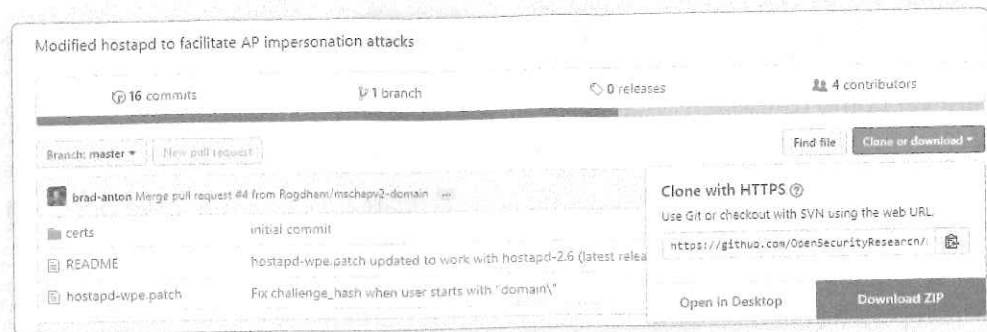 Modified hostapd to facilitate AP impersonation attacks
16 commits
1 branch
0 releases
4 contributors
Branch: master
New pull request
Find file
Clone or download
brad-anton Merge pull request #4 from Rogdham/mschapv2-domain
certs
initial commit
README
hostapd-wpe.patch updated to work with hostapd-2.6 (latest relea
hostapd-wpe.patch
Fix challenge_hash when user starts with "domain\"
Clone with HTTPS
Use Git or checkout with SVN using the web URL.
https://github.com/OpenSecurityResearch/
Open in Desktop
Download ZIP